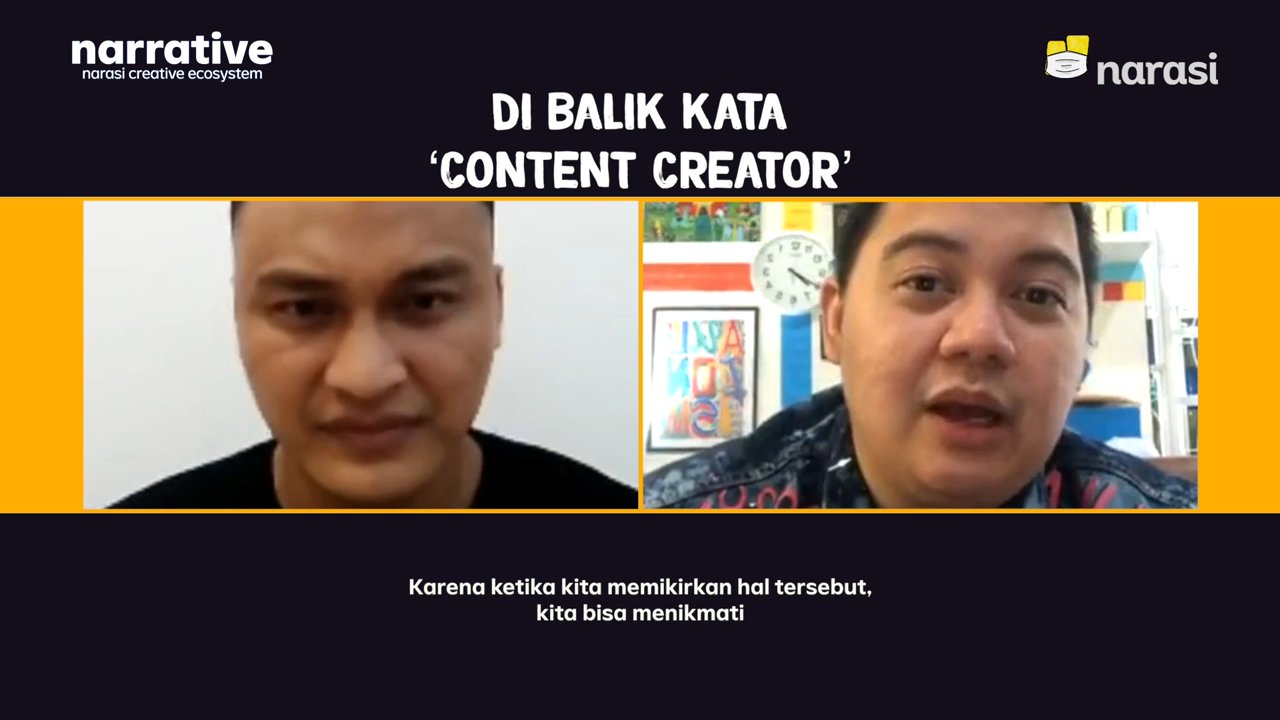 narrative
narasi creative ecosystem
narasi
DI BALIK KATA
‘CONTENT CREATOR’
Karena ketika kita memikirkan hal tersebut,
kita bisa menikmati